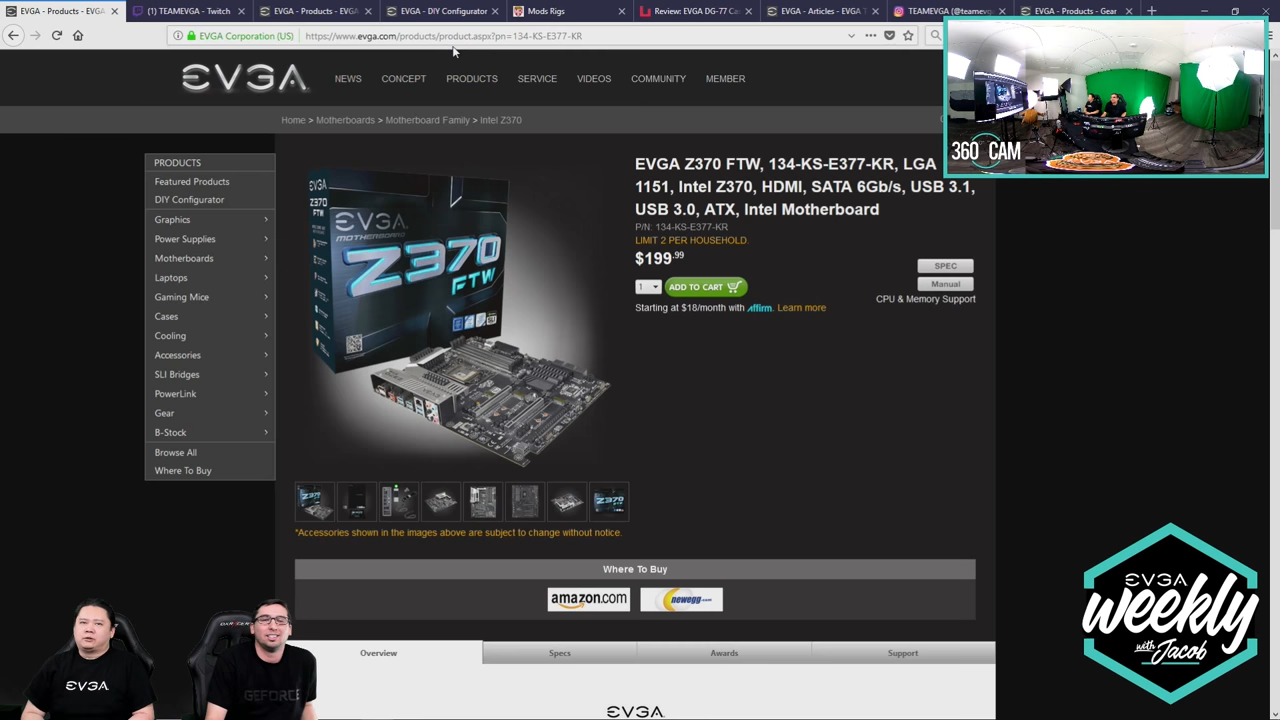 EVGA - Products - EVG
(1) TEAMEVGA - Twitch
EVGA - Products - EVGA
EVGA - DIY Configurator
Mods Rigs
Review: EVGA DG-77 Ca
EVGA - Articles - EVGA T
TEAMEVGA (@teamev
EVGA - Products - Gear
EVGA Corporation (US)
https://www.evga.com/products/product.aspx?pn=134-KS-E377-KR
EVGA
NEWS
CONCEPT
PRODUCTS
SERVICE
VIDEOS
COMMUNITY
MEMBER
Home > Motherboards > Motherboard Family > Intel Z370
360 CAM
PRODUCTS
Featured Products
DIY Configurator
Graphics
Power Supplies
Motherboards
Laptops
Gaming Mice
Cases
Cooling
Accessories
SLI Bridges
PowerLink
Gear
B-Stock
Browse All
Where To Buy
EVGA
Z370
FTW
EVGA
MOTHERBOARD
Z370
FTW
EVGA Z370 FTW, 134-KS-E377-KR, LGA
1151, Intel Z370, HDMI, SATA 6Gb/s, USB 3.1,
USB 3.0, ATX, Intel Motherboard
P/N: 134-KS-E377-KR
LIMIT 2 PER HOUSEHOLD.
$199.99
1
ADD TO CART
Starting at $18/month with affirm. Learn more
SPEC
Manual
CPU & Memory Support
Z370
*Accessories shown in the images above are subject to change without notice.
Where To Buy
amazon.com
newegg.com
Overview
Specs
Awards
Support
EVGA
EVGA
GEFORCE
EVGA
weekly
with
Jacob